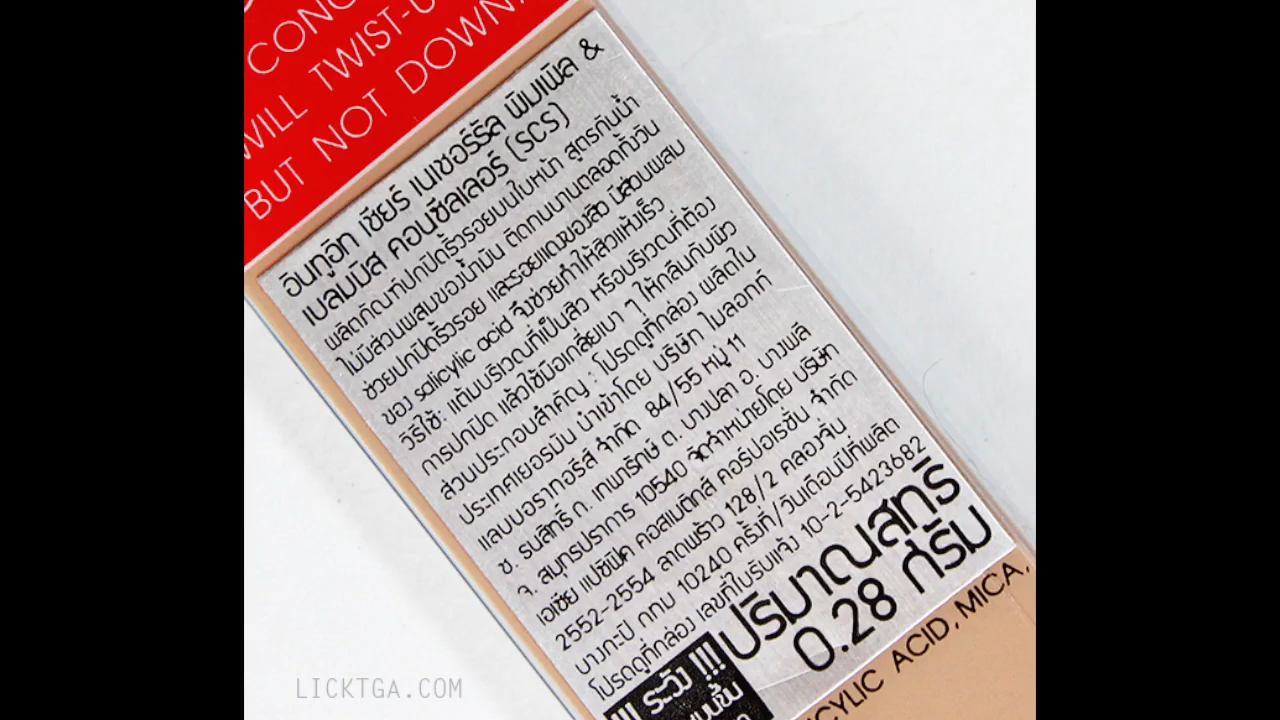 CONC
WILL TWIST-U
BUT NOT DOWN.
อินทูอิท เชียร์ เนเชอร์รัล พิมเพิล &
เบลมมิส คอนซีลเลอร์ (SCS)
ผลิตภัณฑ์ปกปิดริ้วรอยบนใบหน้า สูตรกันน้ำ
ไม่มีส่วนผสมของน้ำมัน ติดทนนานตลอดทั้งวัน
ช่วยปกปิดริ้วรอย และรอยแดงของสิว มีส่วนผสม
ของ salicylic acid จึงช่วยทำให้สิวแห้งเร็ว
วิธีใช้: แต้มบริเวณที่เป็นสิว หรือบริเวณที่ต้อง
การปกปิด แล้วใช้มือเกลี่ยเบา ๆ ให้กลืนกับผิว
ส่วนประกอบสำคัญ : โปรดดูที่กล่อง ผลิตใน
ประเทศเยอรมัน นำเข้าโดย บริษัท ไมลอทท์
แลบบอราทอรีส์ จำกัด 84/55 หมู่ 11
ซ. ธนสิทธิ์ ถ. เทพารักษ์ ต. บางปลา อ. บางพลี
จ. สมุทรปราการ 10540 จัดจำหน่ายโดย บริษัท
เอเซีย แปซิฟิค คอสเมติกส์ คอร์ปอเรชั่น จำกัด
2552-2554 ลาดพร้าว 128/2 คลองจั่น
บางกะปิ กทม 10240 ครั้งที่/วันเดือนปีที่ผลิต
โปรดดูที่กล่อง เลขที่ใบรับแจ้ง 10-2-5423682
ปริมาณสุทธิ
0.28 กรัม
!!! ระวัง !!!
CYLIC ACID, MICA,
LICKTGA.COM